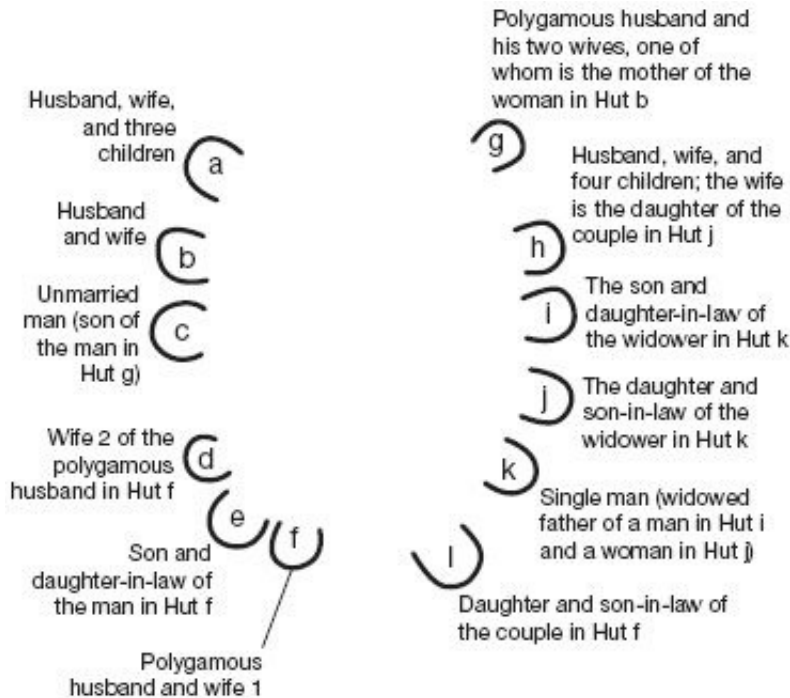 Husband, wife,
and three
children
a
Husband
and wife
b
Unmarried
man (son of
the man in
Hut g)
c
Wife 2 of the
polygamous
husband in Hut f
d
e
Son and
daughter-in-law of
the man in Hut f
f
Polygamous
husband and wife 1
Polygamous husband and
his two wives, one of
whom is the mother of the
woman in Hut b
g
Husband, wife, and
four children; the wife
is the daughter of the
couple in Hut j
h
The son and
daughter-in-law of
the widower in Hut k
i
The daughter and
son-in-law of the
widower in Hut k
j
k
Single man (widowed
father of a man in Hut i
and a woman in Hut j)
l
Daughter and son-in-law of
the couple in Hut f